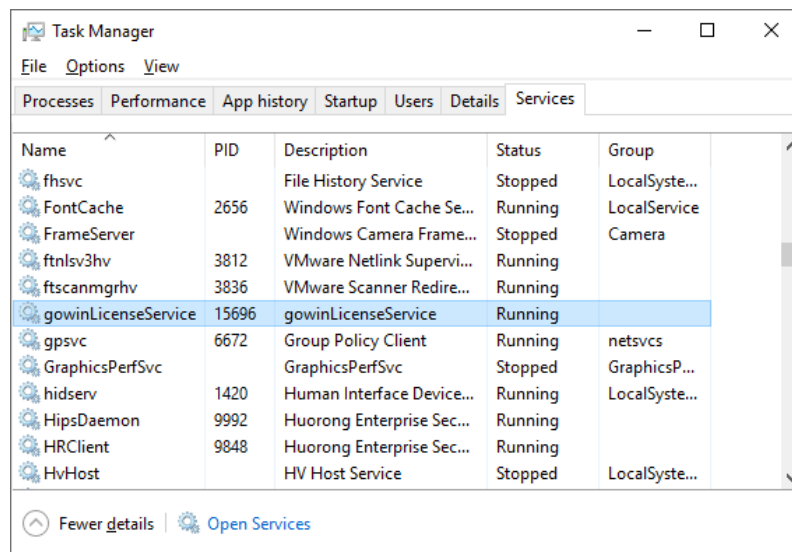 Task Manager
File Options View
Processes Performance App history Startup Users Details Services
Name PID Description Status Group
fhsvc File History Service Stopped LocalSyste...
FontCache 2656 Windows Font Cache Se... Running LocalService
FrameServer Windows Camera Frame... Stopped Camera
ftnlsv3hv 3812 VMware Netlink Supervi... Running
ftscanmgrhv 3836 VMware Scanner Redire... Running
gowinLicenseService 15696 gowinLicenseService Running
gpsvc 6672 Group Policy Client Running netsvcs
GraphicsPerfSvc GraphicsPerfSvc Stopped GraphicsP...
hidserv 1420 Human Interface Device... Running LocalSyste...
HipsDaemon 9992 Huorong Enterprise Sec... Running
HRClient 9848 Huorong Enterprise Sec... Running
HvHost HV Host Service Stopped LocalSyste...
Fewer details Open Services